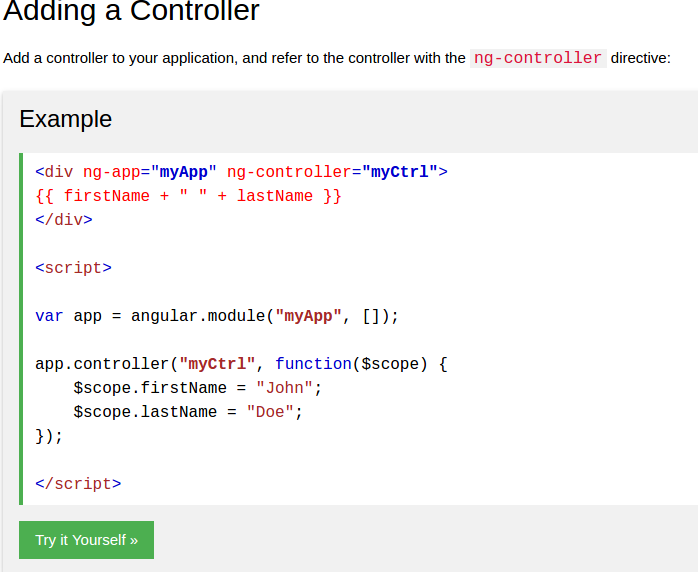 Adding a Controller
Add a controller to your application, and refer to the controller with the ng-controller directive:
Example
<div ng-app="myApp" ng-controller="myCtrl">
{{ firstName + " " + lastName }}
</div>
<script>
var app = angular.module("myApp", []);
app.controller("myCtrl", function($scope) {
    $scope.firstName = "John";
    $scope.lastName = "Doe";
});
</script>
Try it Yourself »